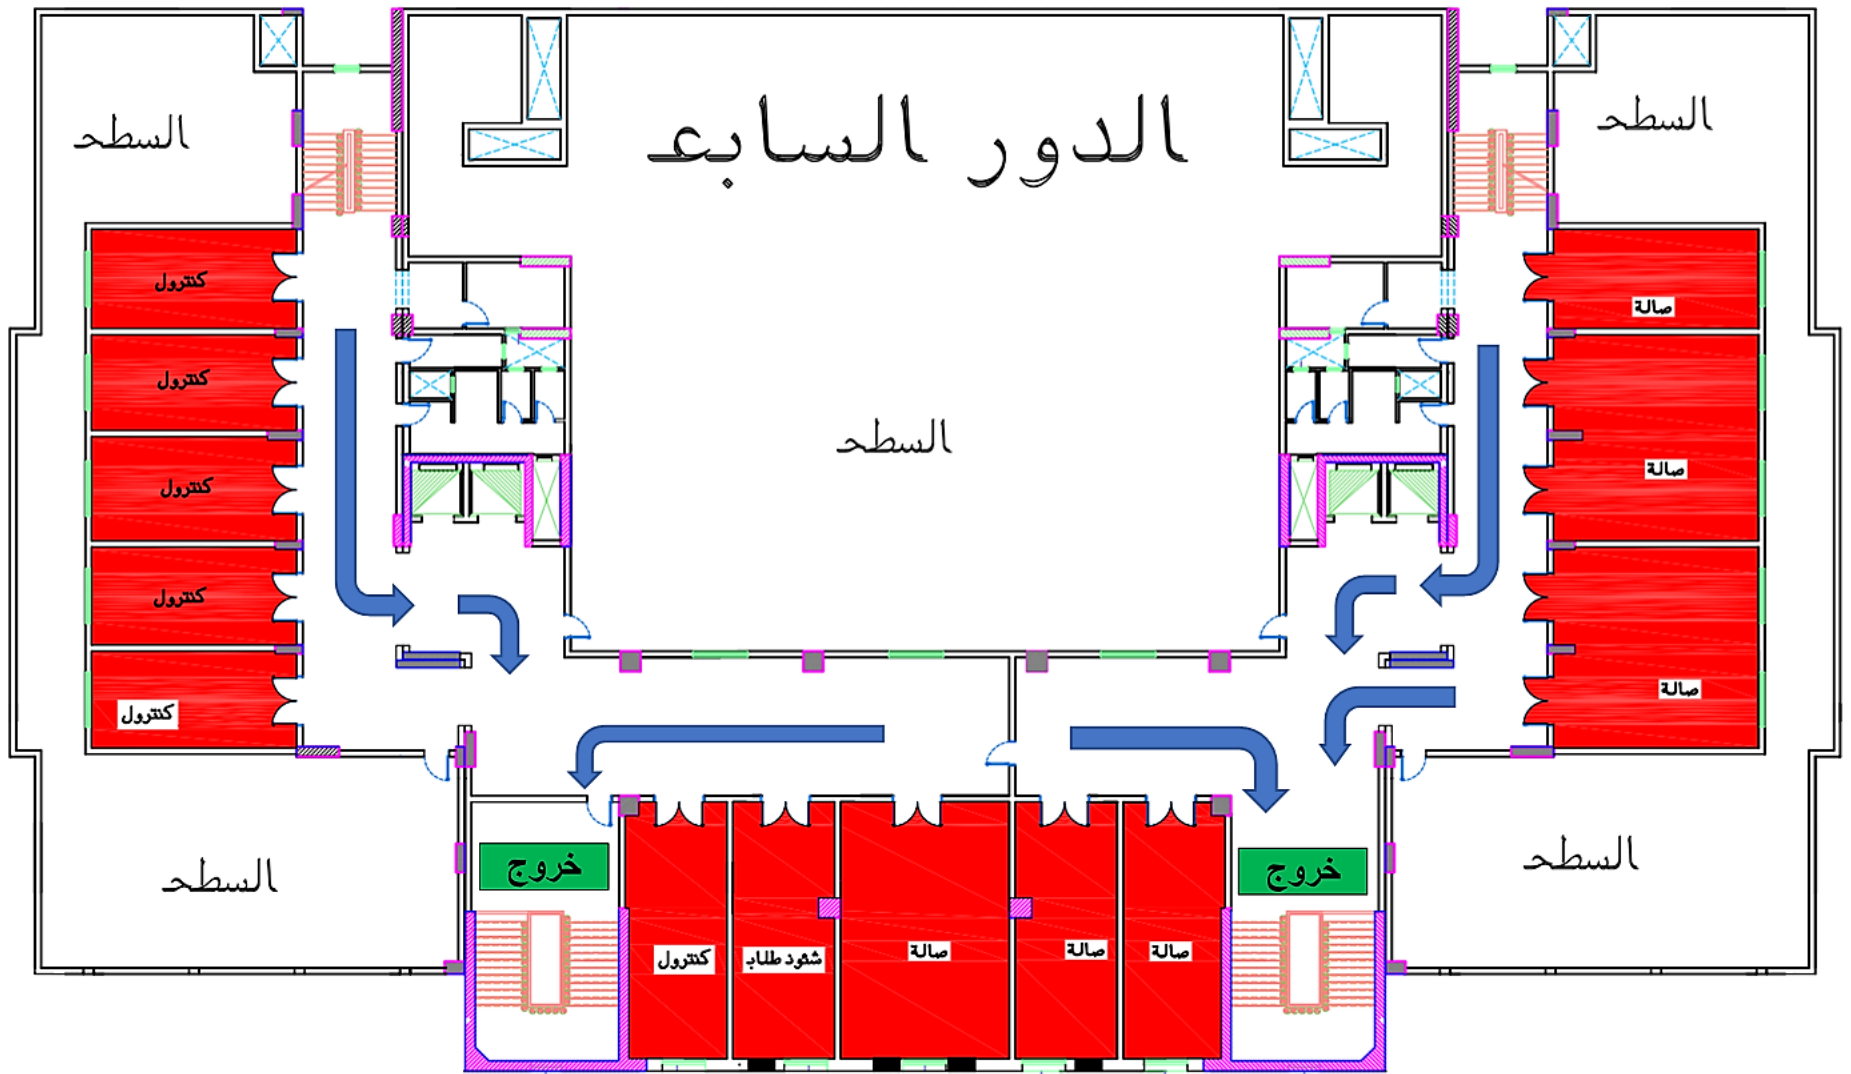 السطح
السطح
الدور السابع
كنترول
صالة
كنترول
السطح
صالة
كنترول
كنترول
صالة
كنترول
السطح
السطح
خروج
خروج
كنترول
شئود طلاب
صالة
صالة
صالة